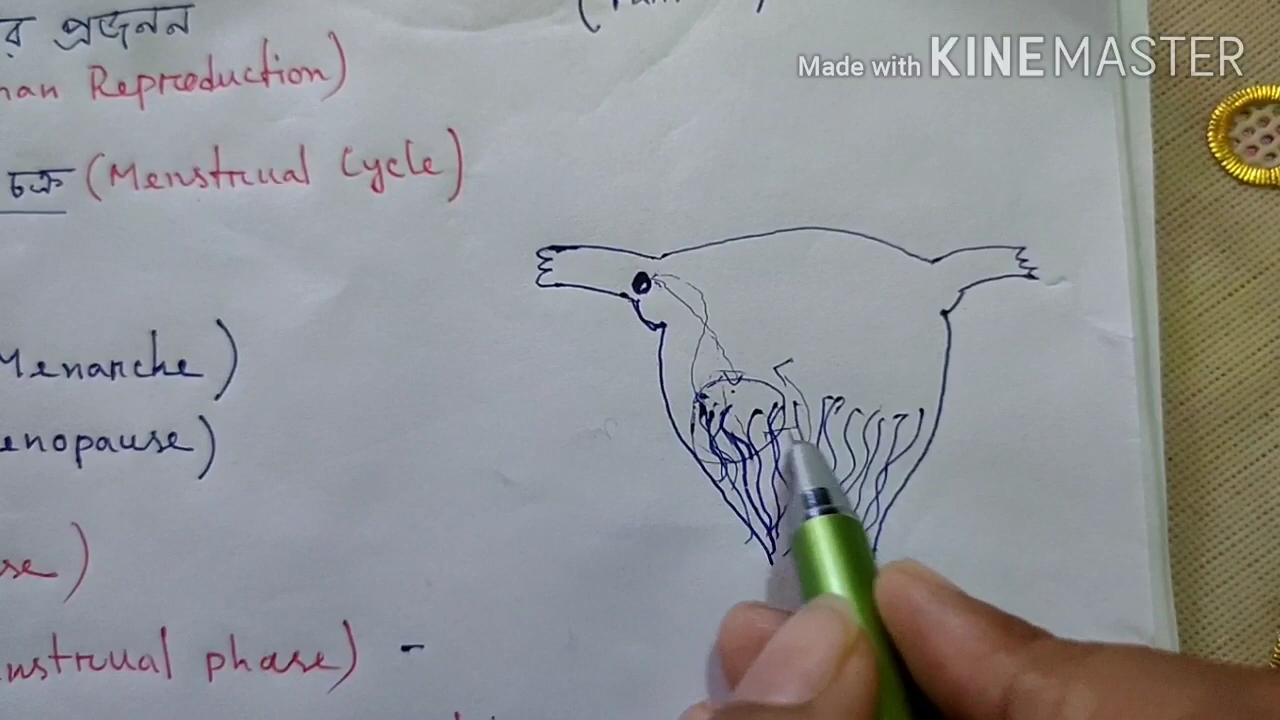 র প্রজনন
Made with KINEMASTER
nan Reproduction)
চক্র (Menstrual Cycle)
Menarche)
enopause)
se)
nstrual phase) -